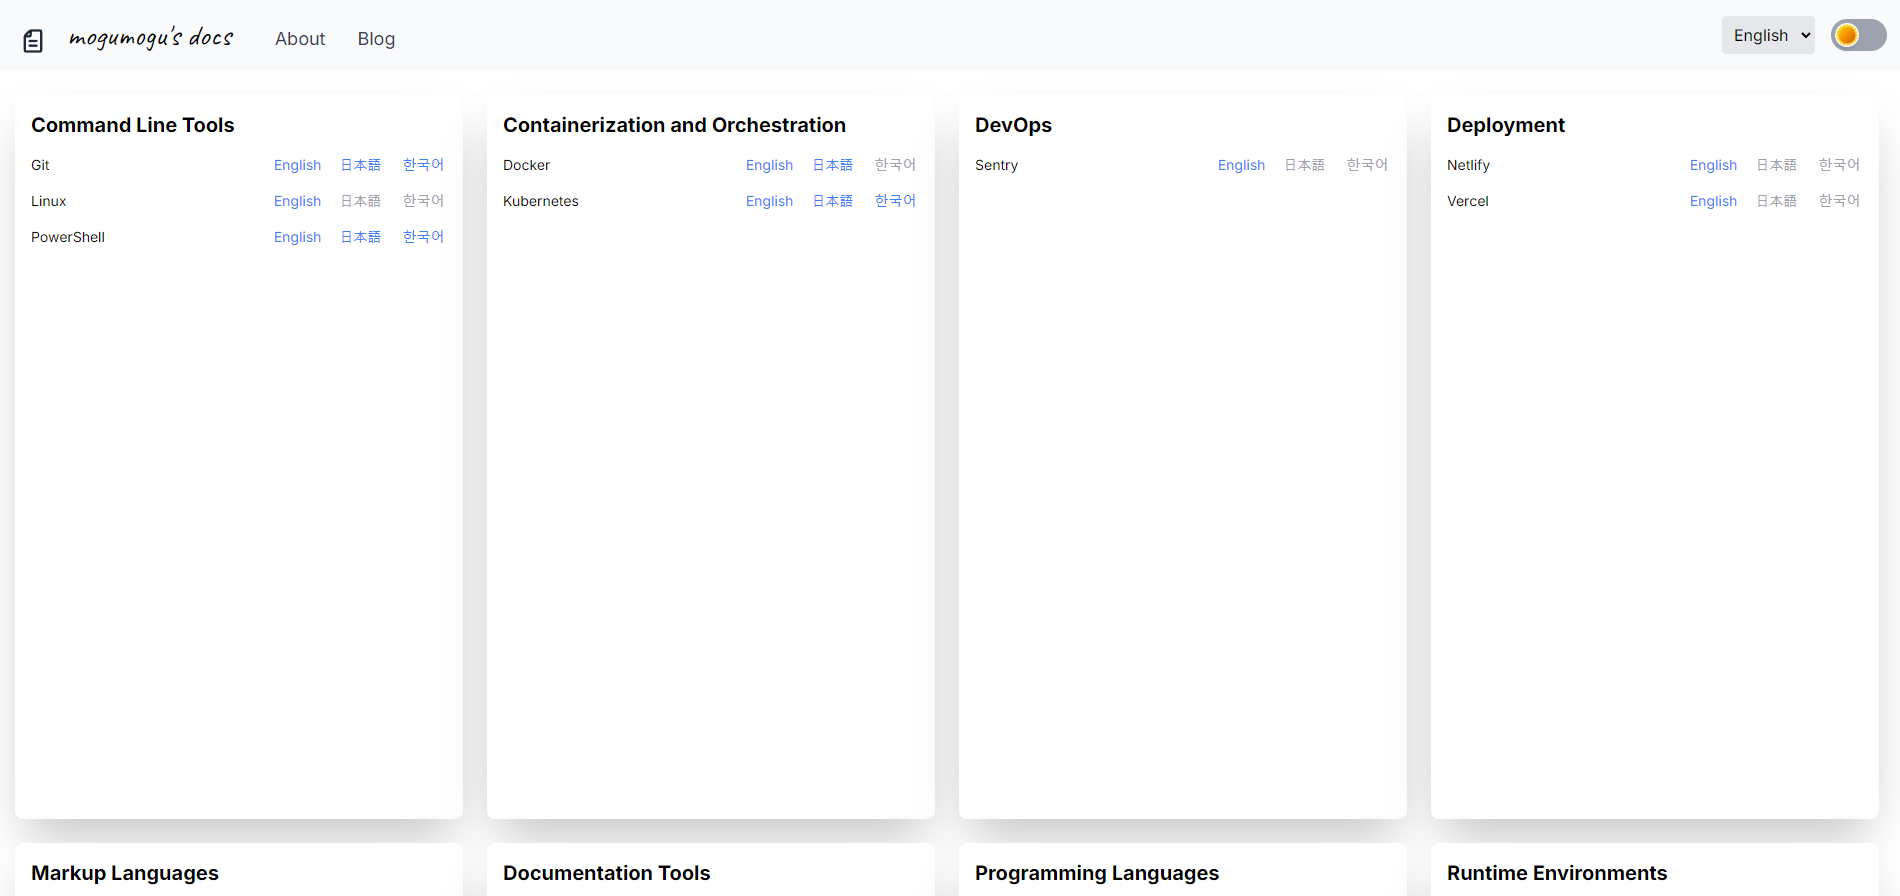 mogumogu's docs About Blog English
Command Line Tools
Git English 日本語 한국어
Linux English 日本語 한국어
PowerShell English 日本語 한국어
Containerization and Orchestration
Docker English 日本語 한국어
Kubernetes English 日本語 한국어
DevOps
Sentry English 日本語 한국어
Deployment
Netlify English 日本語 한국어
Vercel English 日本語 한국어
Markup Languages
Documentation Tools
Programming Languages
Runtime Environments